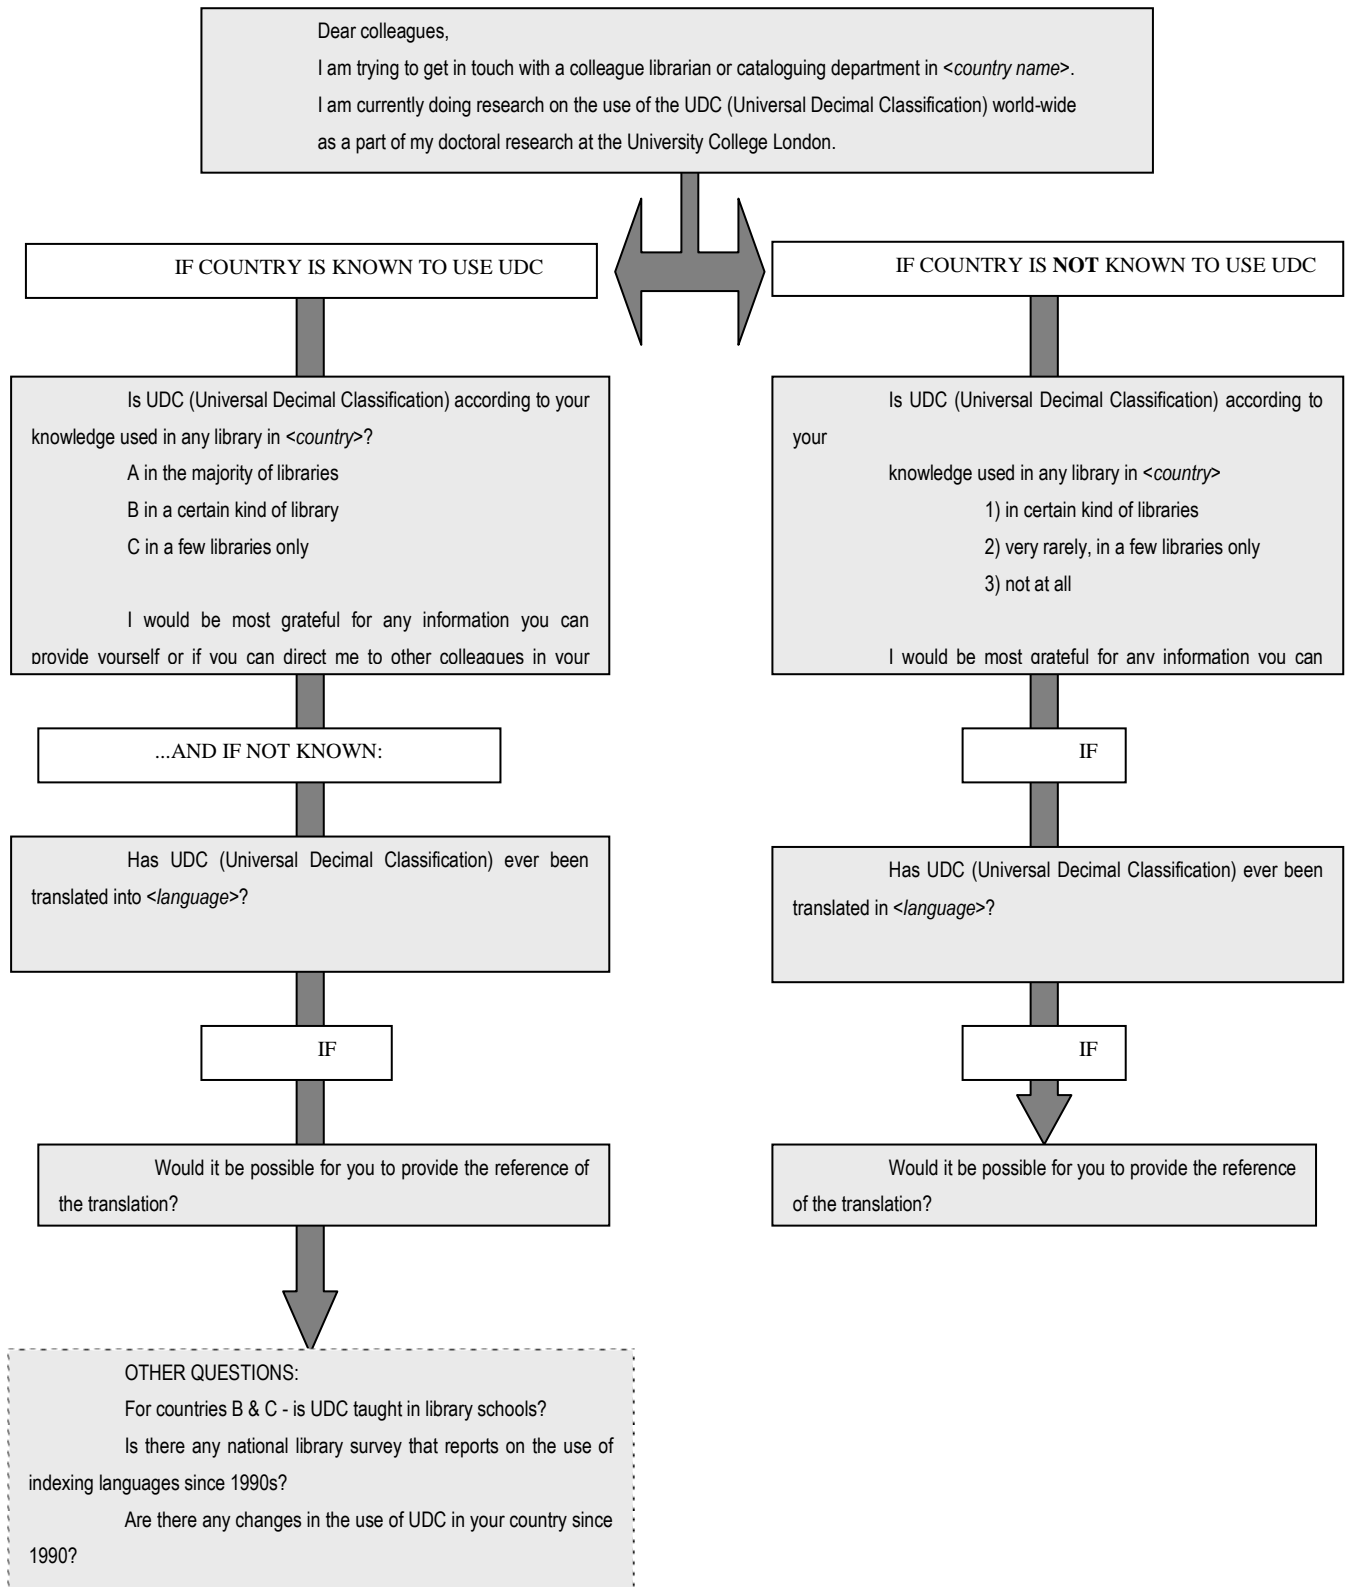 Dear colleagues,
I am trying to get in touch with a colleague librarian or cataloguing department in <country name>.
I am currently doing research on the use of the UDC (Universal Decimal Classification) world-wide
as a part of my doctoral research at the University College London.
IF COUNTRY IS KNOWN TO USE UDC
Is UDC (Universal Decimal Classification) according to your
knowledge used in any library in <country>?
A in the majority of libraries
B in a certain kind of library
C in a few libraries only
I would be most grateful for any information you can
provide yourself or if you can direct me to other colleagues in your
...AND IF NOT KNOWN:
Has UDC (Universal Decimal Classification) ever been
translated into <language>?
IF
Would it be possible for you to provide the reference of
the translation?
OTHER QUESTIONS:
For countries B & C - is UDC taught in library schools?
Is there any national library survey that reports on the use of
indexing languages since 1990s?
Are there any changes in the use of UDC in your country since
1990?
IF COUNTRY IS NOT KNOWN TO USE UDC
Is UDC (Universal Decimal Classification) according to
your
knowledge used in any library in <country>
1) in certain kind of libraries
2) very rarely, in a few libraries only
3) not at all
I would be most grateful for any information you can
IF
Has UDC (Universal Decimal Classification) ever been
translated in <language>?
IF
Would it be possible for you to provide the reference
of the translation?